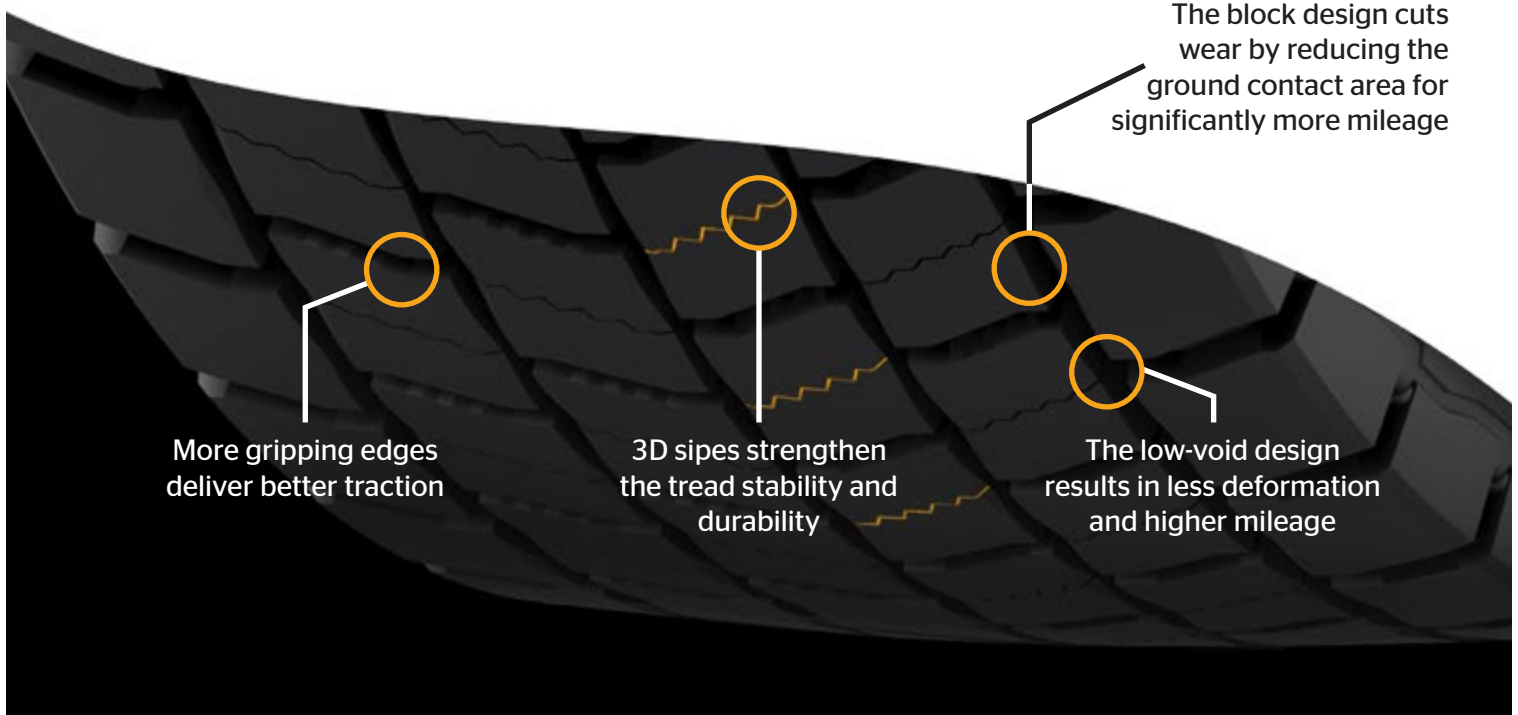 The block design cuts
wear by reducing the
ground contact area for
significantly more mileage
More gripping edges
deliver better traction
3D sipes strengthen
the tread stability and
durability
The low-void design
results in less deformation
and higher mileage